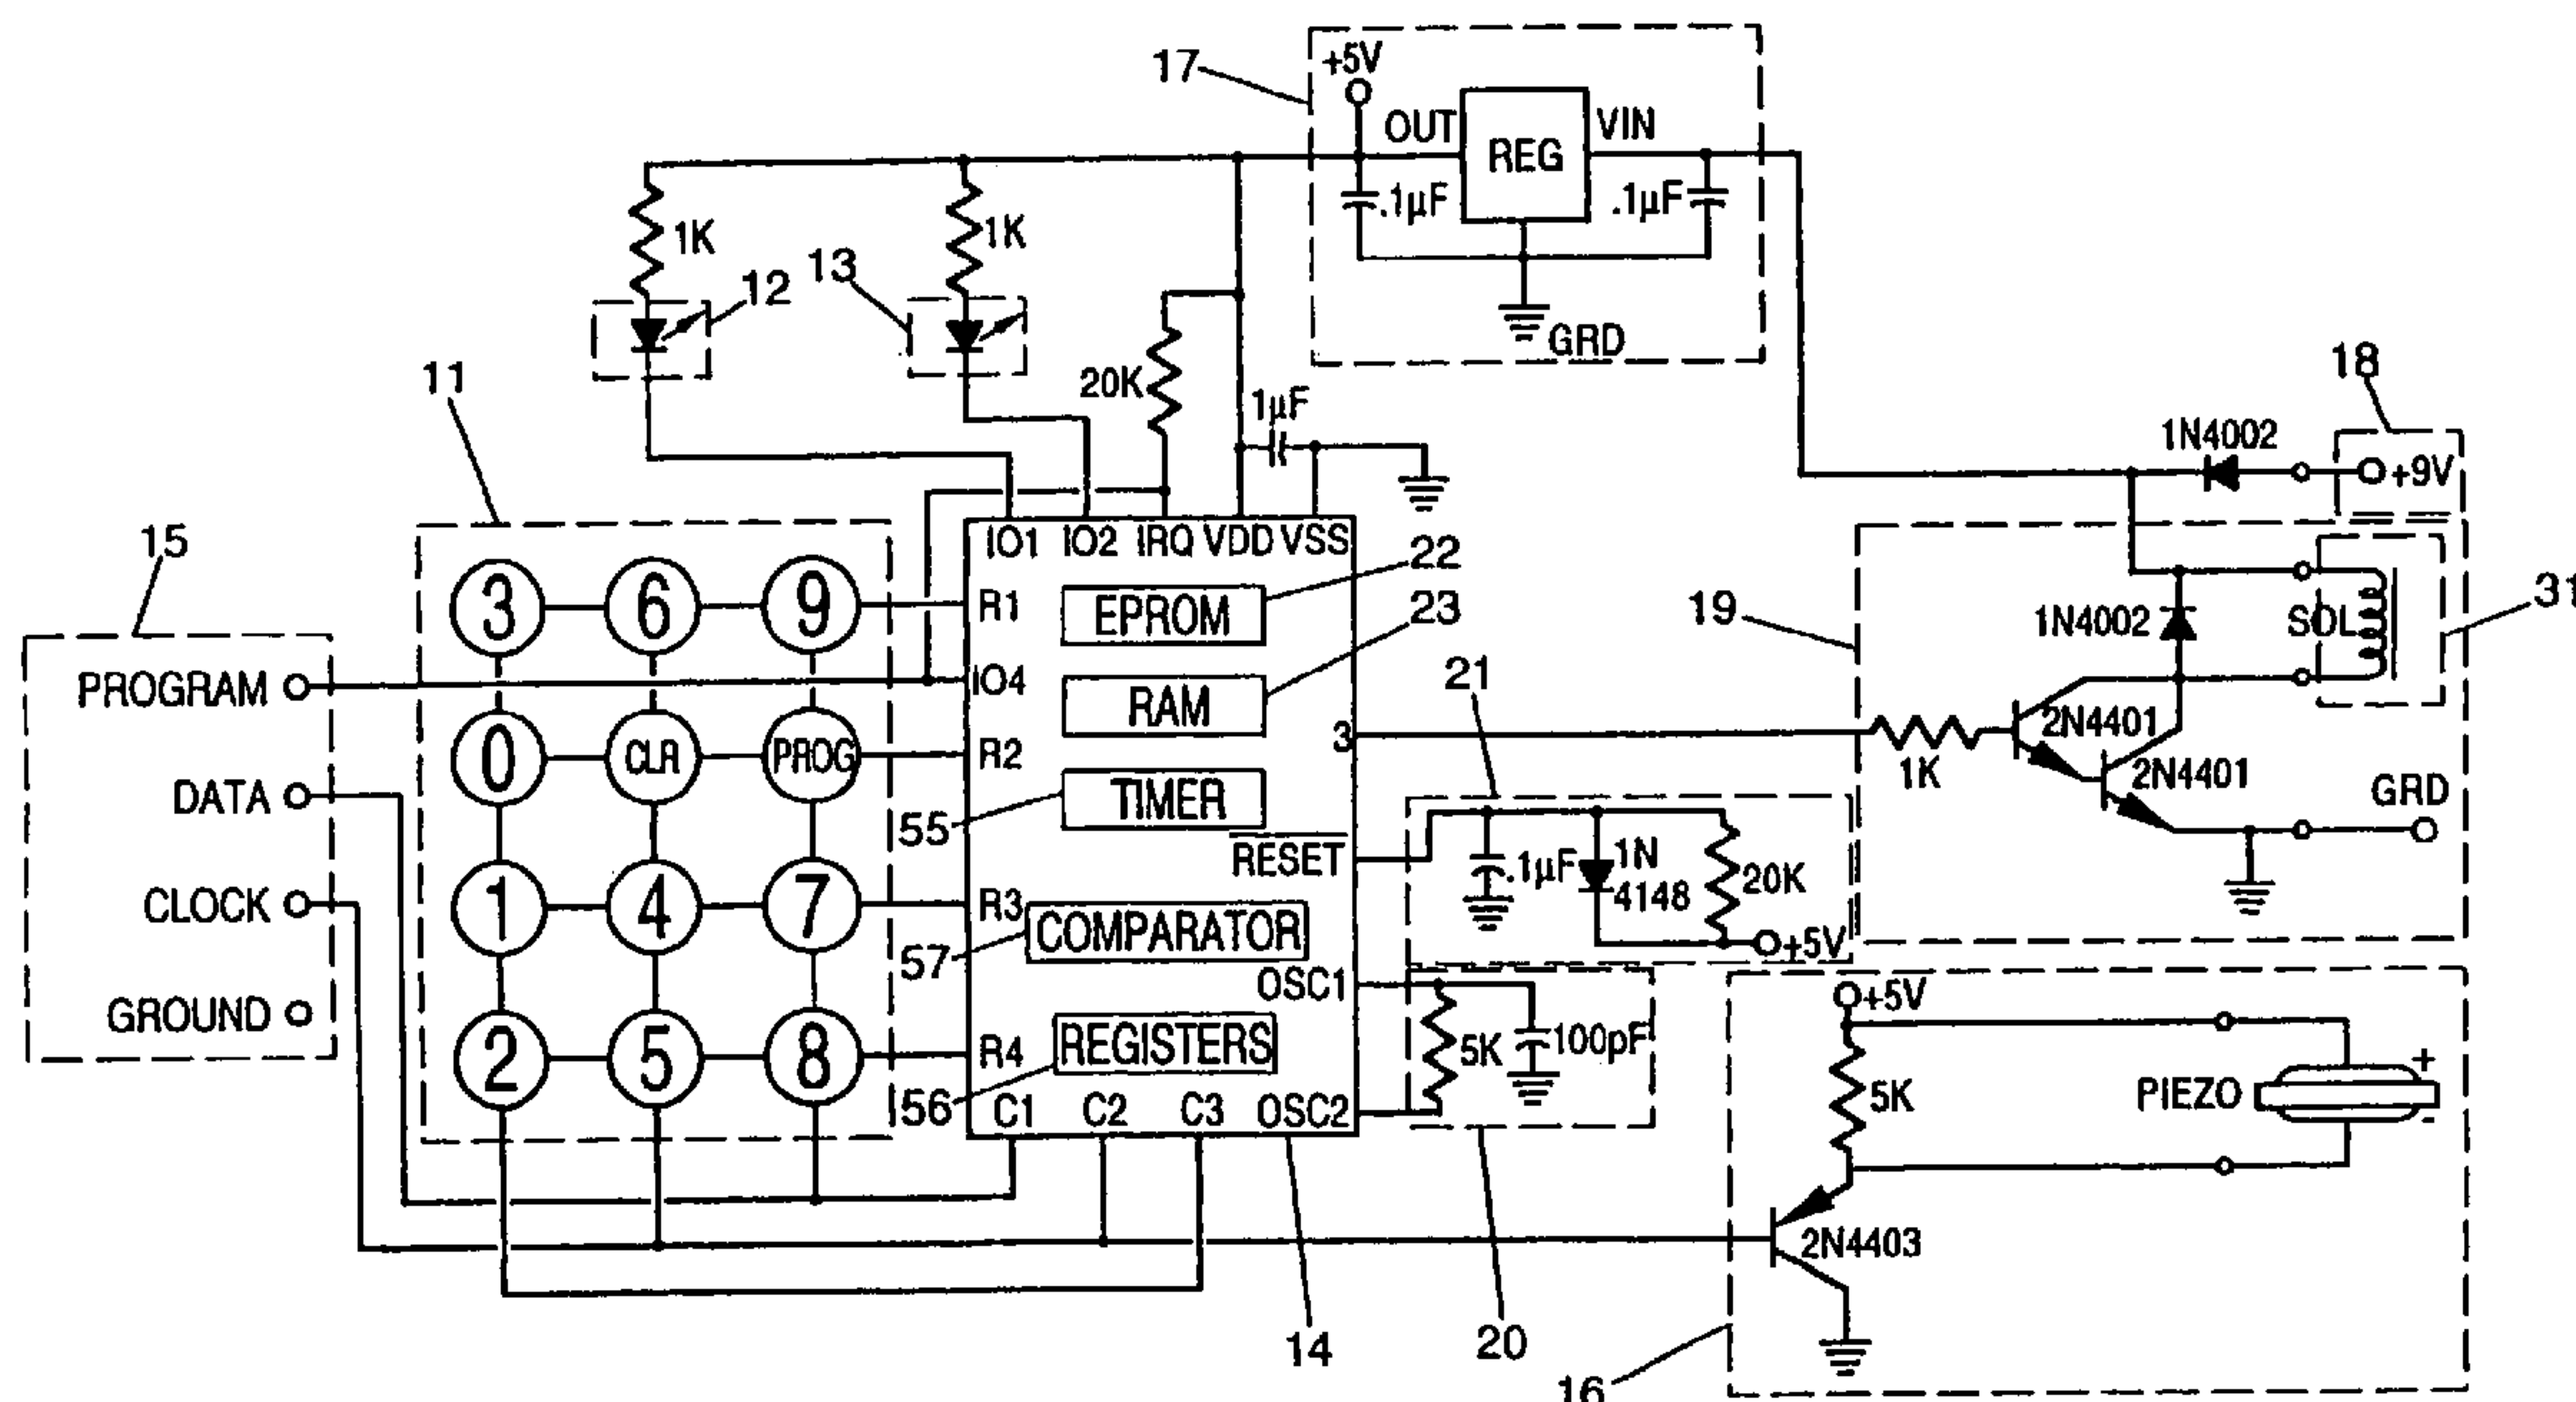 17
+5V
OUT
REG
VIN
.1µF
.1µF
GRD
1K
1K
12
13
20K
1µF
11
15
18
1N4002
+9V
IO1 IO2 IRQ VDD VSS
PROGRAM
DATA
CLOCK
GROUND
3 6 9
0 CLR PROG
1 4 7
2 5 8
R1
IO4
R2
R3
R4
EPROM
RAM
TIMER
COMPARATOR
REGISTERS
22
23
55
57
56
3
RESET
OSC1
OSC2
C1 C2 C3
21
.1µF
1N
4148
20K
+5V
5K
100pF
20
14
19
1N4002
SOL
31
2N4401
2N4401
1K
GRD
+5V
5K
PIEZO
+
-
2N4403
16